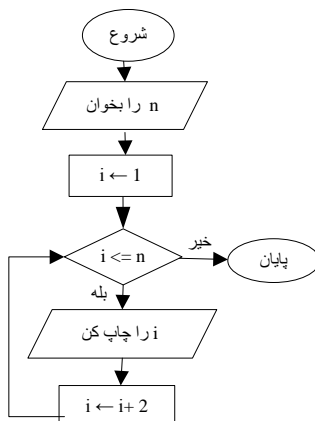 شروع
n را بخوان
i ← 1
i <= n
خیر
پایان
بله
i را چاپ کن
i ← i+ 2